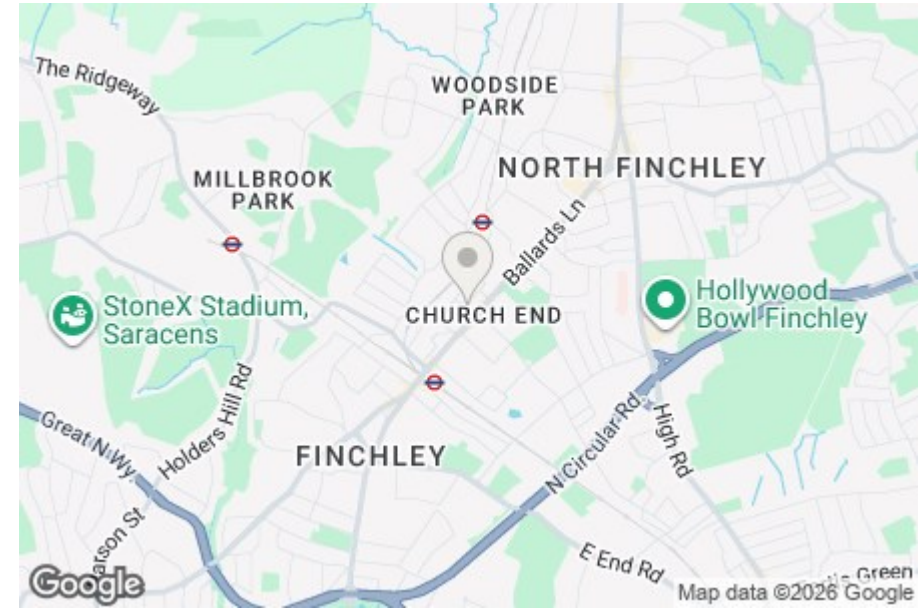 The Ridgeway
WOODSIDE
PARK
NORTH FINCHLEY
MILLBROOK
PARK
Ballards Ln
StoneX Stadium,
Saracens
CHURCH END
Hollywood
Bowl Finchley
Holders Hill Rd
Great N Wy.
FINCHLEY
N Circular Rd.
High Rd
E End Rd
Google
Map data ©2026 Google